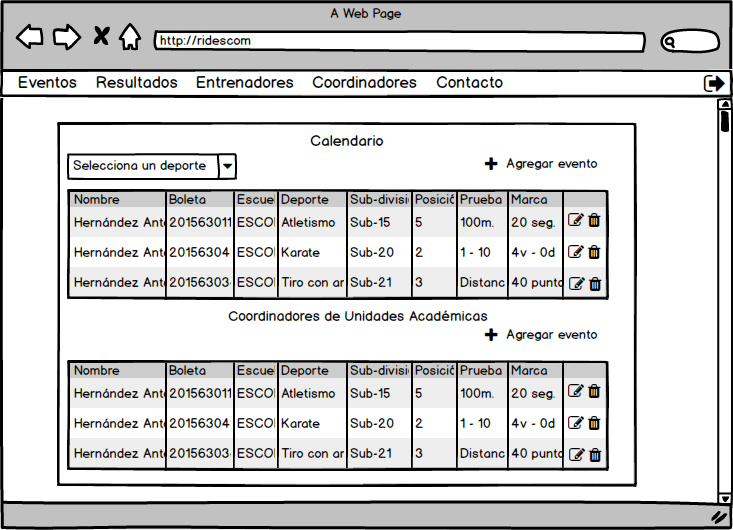 A Web Page
http://ridescom
Eventos Resultados Entrenadores Coordinadores Contacto
Calendario
Selecciona un deporte
Agregar evento
Nombre Boleta Escuel Deporte Sub-divisi Posició Prueba Marca
Hernández Ant 201563011 ESCO Atletismo Sub-15 5 100m. 20 seg.
Hernández Ant 20156304 ESCO Karate Sub-20 2 1 - 10 4v - 0d
Hernández Ant 20156303 ESCO Tiro con ar Sub-21 3 Distanc 40 punto
Coordinadores de Unidades Académicas
Agregar evento
Nombre Boleta Escuel Deporte Sub-divisi Posició Prueba Marca
Hernández Ant 201563011 ESCO Atletismo Sub-15 5 100m. 20 seg.
Hernández Ant 20156304 ESCO Karate Sub-20 2 1 - 10 4v - 0d
Hernández Ant 20156303 ESCO Tiro con ar Sub-21 3 Distanc 40 punto